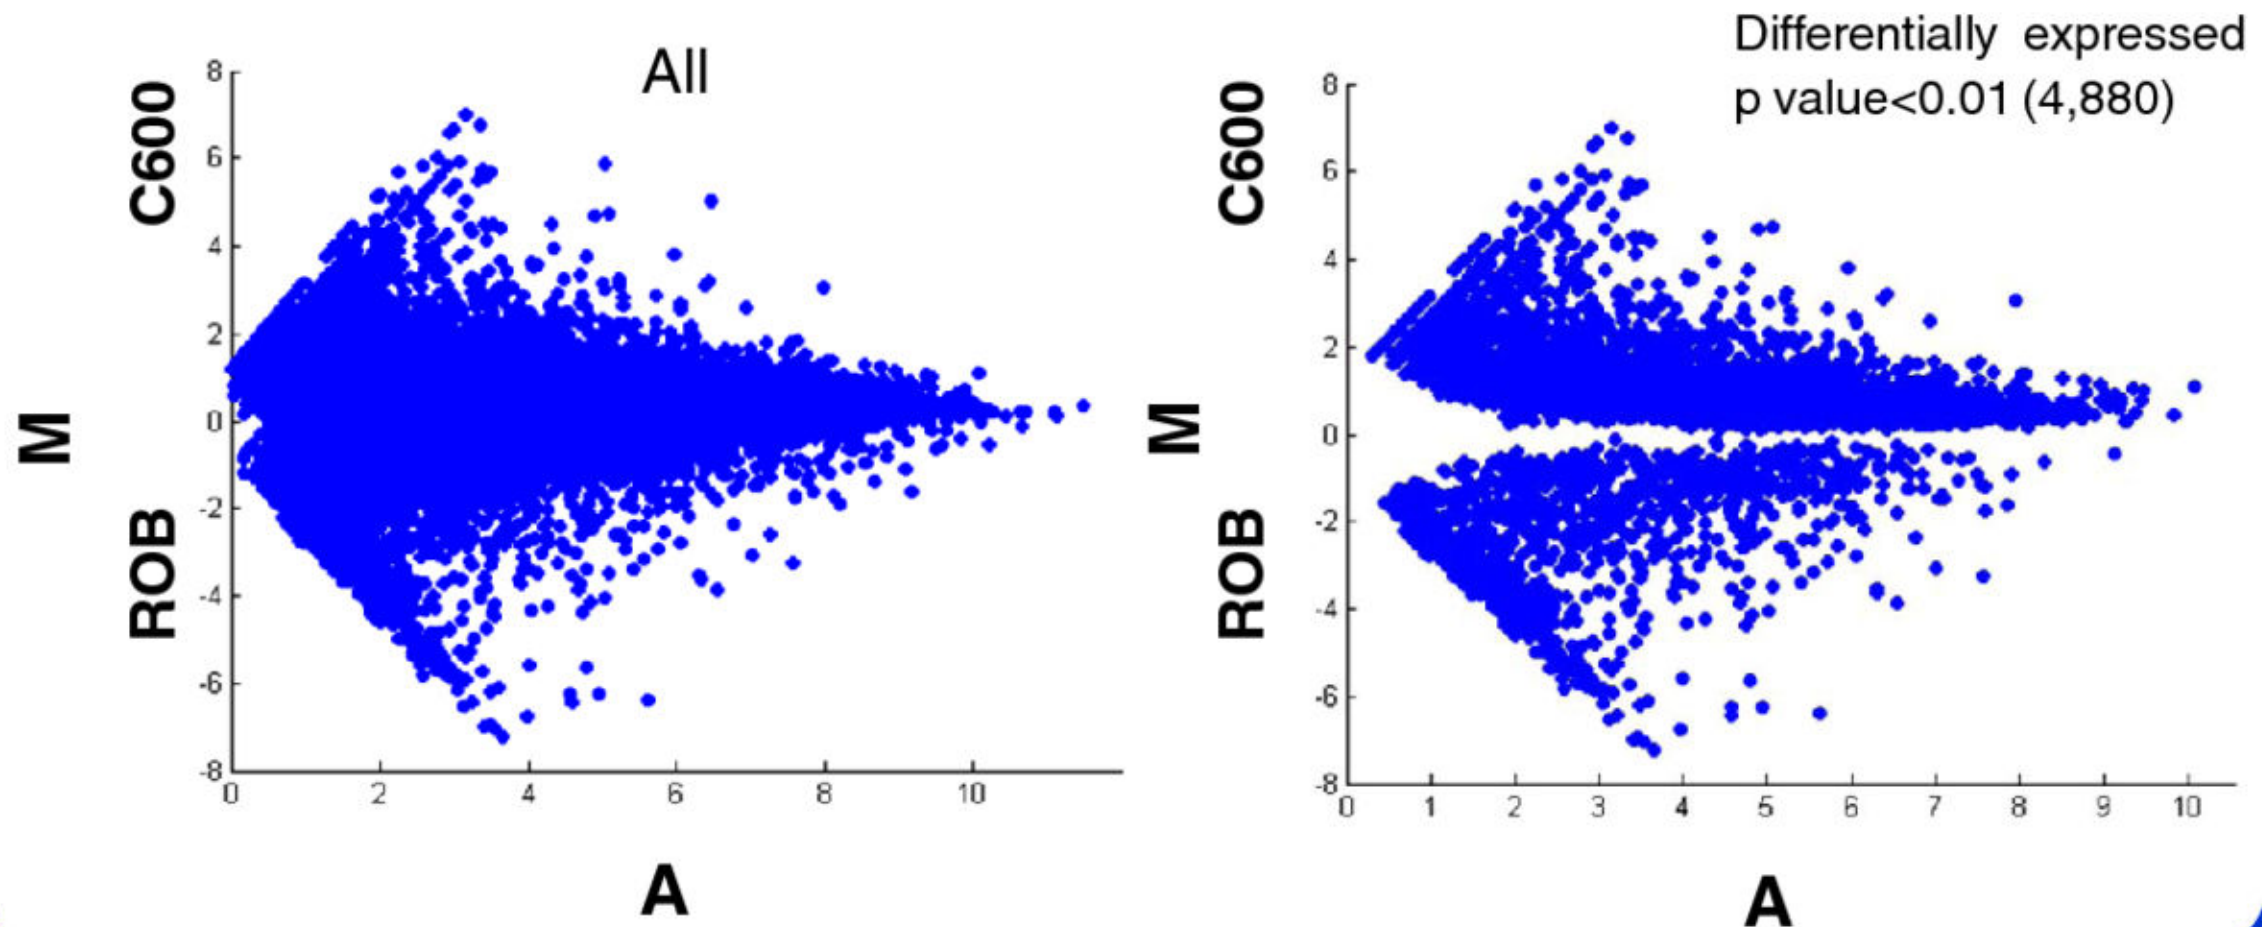 All
C600
M
ROB
8
6
4
2
0
-2
-4
-6
-8
0 2 4 6 8 10
A
Differentially expressed
p value<0.01 (4,880)
C600
M
ROB
8
6
4
2
0
-2
-4
-6
-8
0 1 2 3 4 5 6 7 8 9 10
A